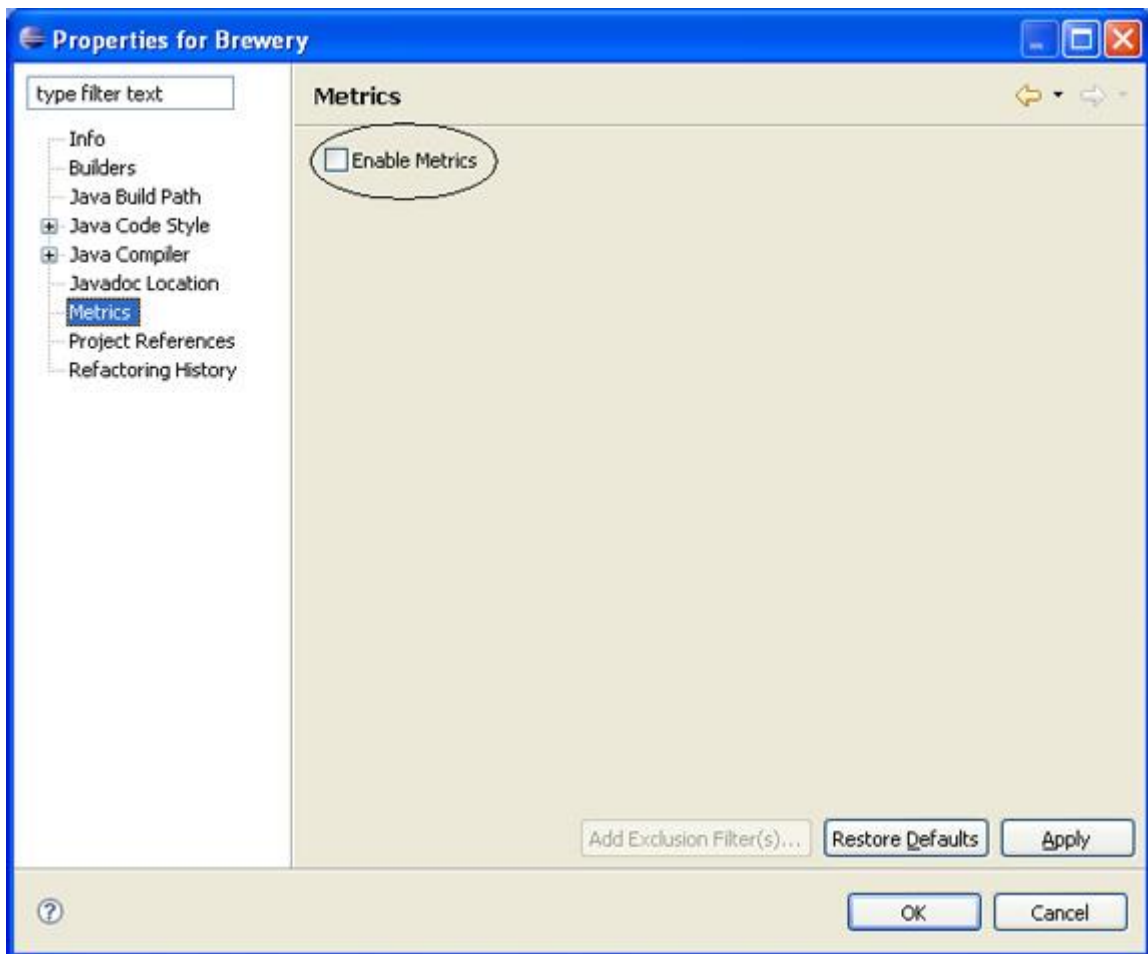 Properties for Brewery
type filter text
Info
Builders
Java Build Path
Java Code Style
Java Compiler
Javadoc Location
Metrics
Project References
Refactoring History
Metrics
Enable Metrics
Add Exclusion Filter(s)...
Restore Defaults
Apply
OK
Cancel